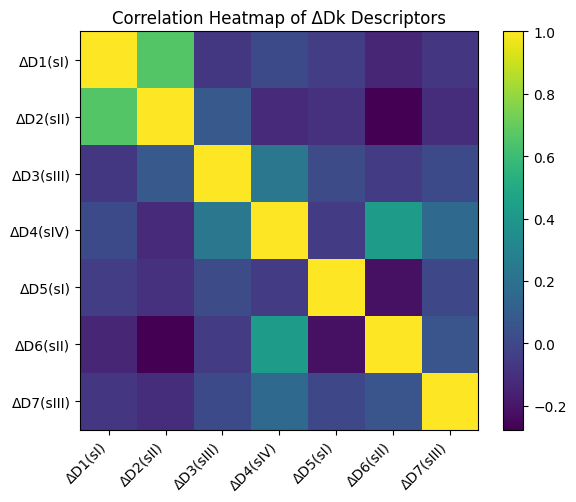 Correlation Heatmap of ΔDk Descriptors
ΔD1(sI)
ΔD2(sII)
ΔD3(sIII)
ΔD4(sIV)
ΔD5(sI)
ΔD6(sII)
ΔD7(sIII)
ΔD1(sI)
ΔD2(sII)
ΔD3(sIII)
ΔD4(sIV)
ΔD5(sI)
ΔD6(sII)
ΔD7(sIII)
1.0
0.8
0.6
0.4
0.2
0.0
−0.2